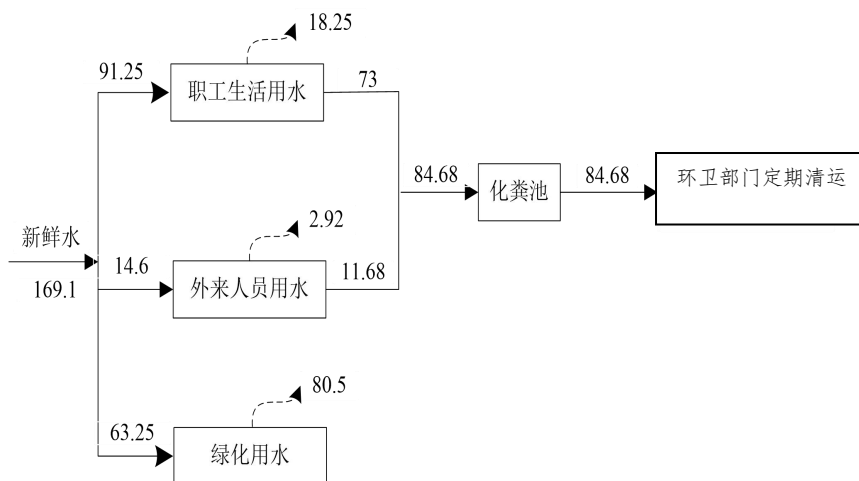 18.25
91.25
职工生活用水
73
84.68
化粪池
84.68
环卫部门定期清运
新鲜水
169.1
2.92
14.6
外来人员用水
11.68
80.5
63.25
绿化用水